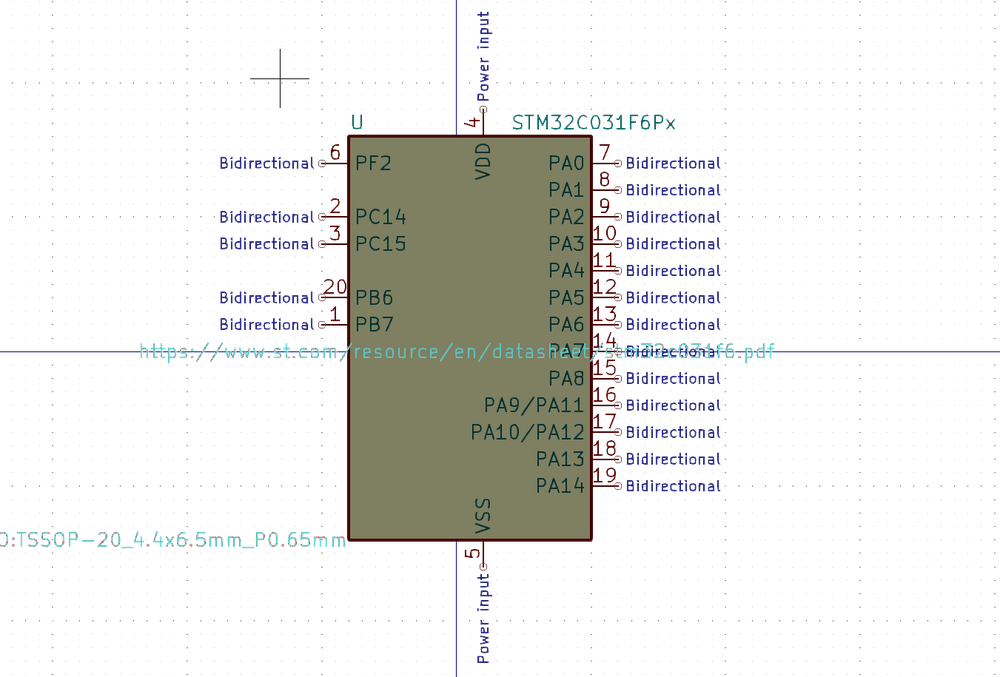 Power input
4
U STM32C031F6Px
VDD
Bidirectional 6 PF2 PA0 7 Bidirectional
PA1 8 Bidirectional
Bidirectional 2 PC14 PA2 9 Bidirectional
Bidirectional 3 PC15 PA3 10 Bidirectional
PA4 11 Bidirectional
Bidirectional 20 PB6 PA5 12 Bidirectional
Bidirectional 1 PB7 PA6 13 Bidirectional
PA7 14 Bidirectional
https://www.st.com/resource/en/datasheet/stm32c031f6.pdf
PA8 15 Bidirectional
PA9/PA11 16 Bidirectional
PA10/PA12 17 Bidirectional
PA13 18 Bidirectional
PA14 19 Bidirectional
VSS
O:TSSOP-20_4.4x6.5mm_P0.65mm
5
Power input